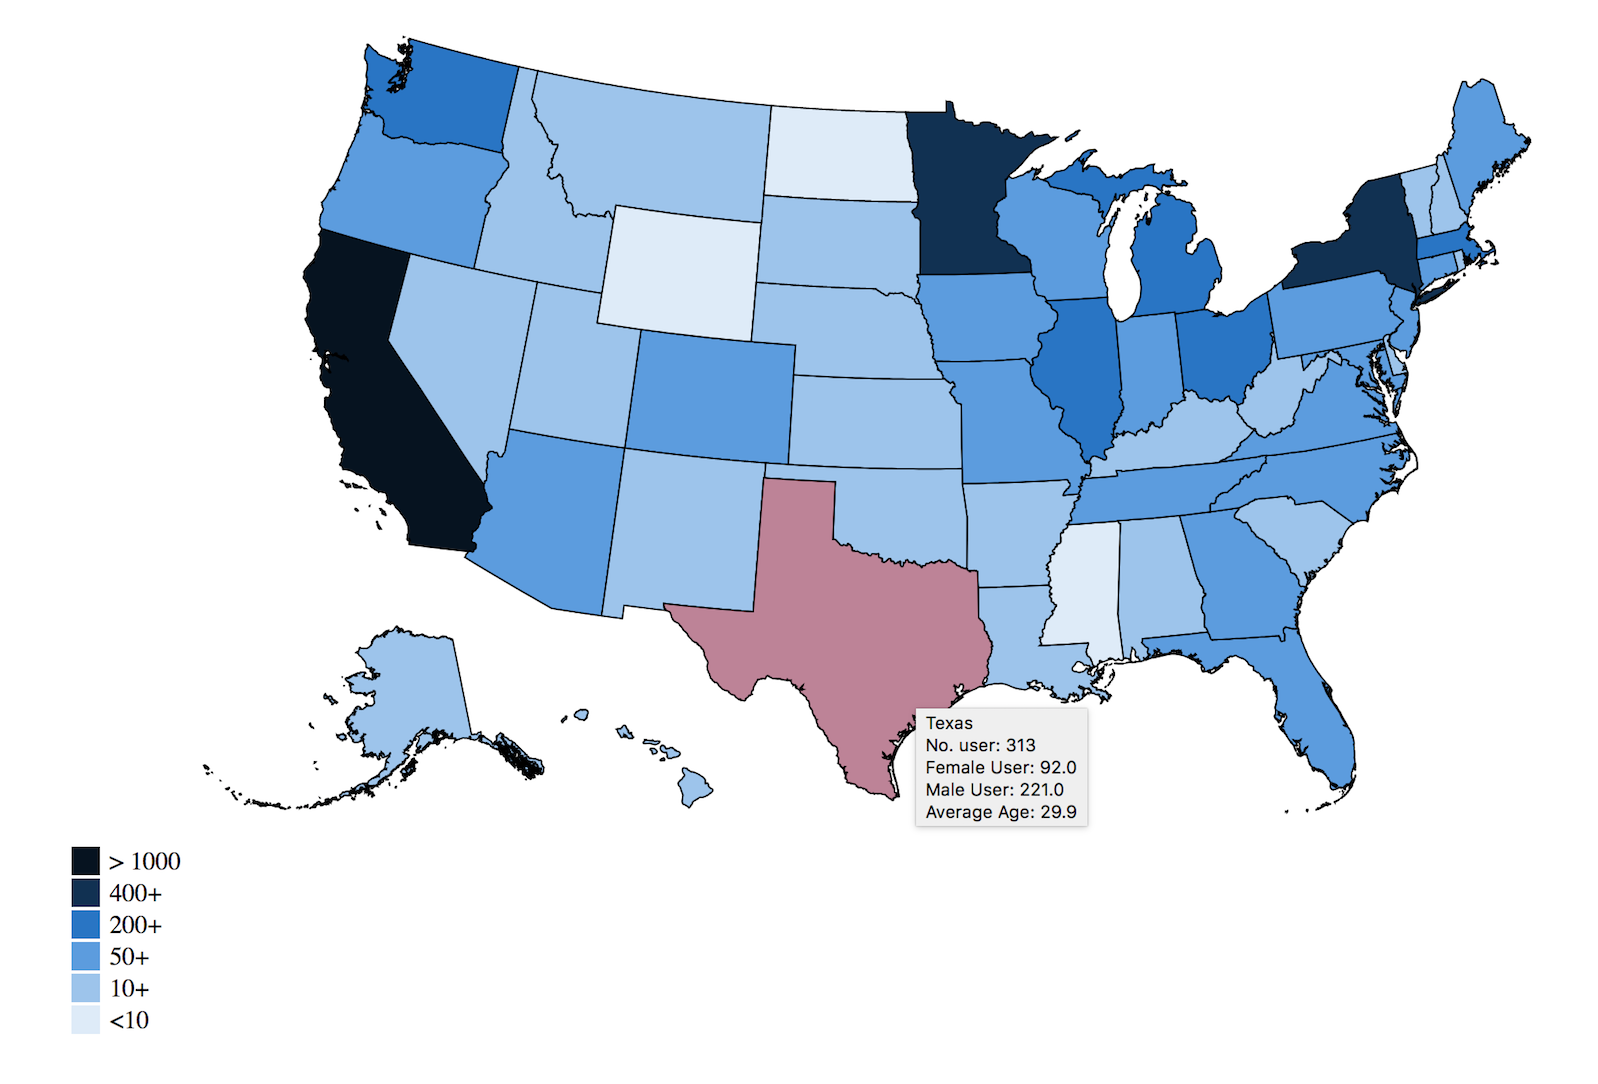 Texas
No. user: 313
Female User: 92.0
Male User: 221.0
Average Age: 29.9
> 1000
400+
200+
50+
10+
<10